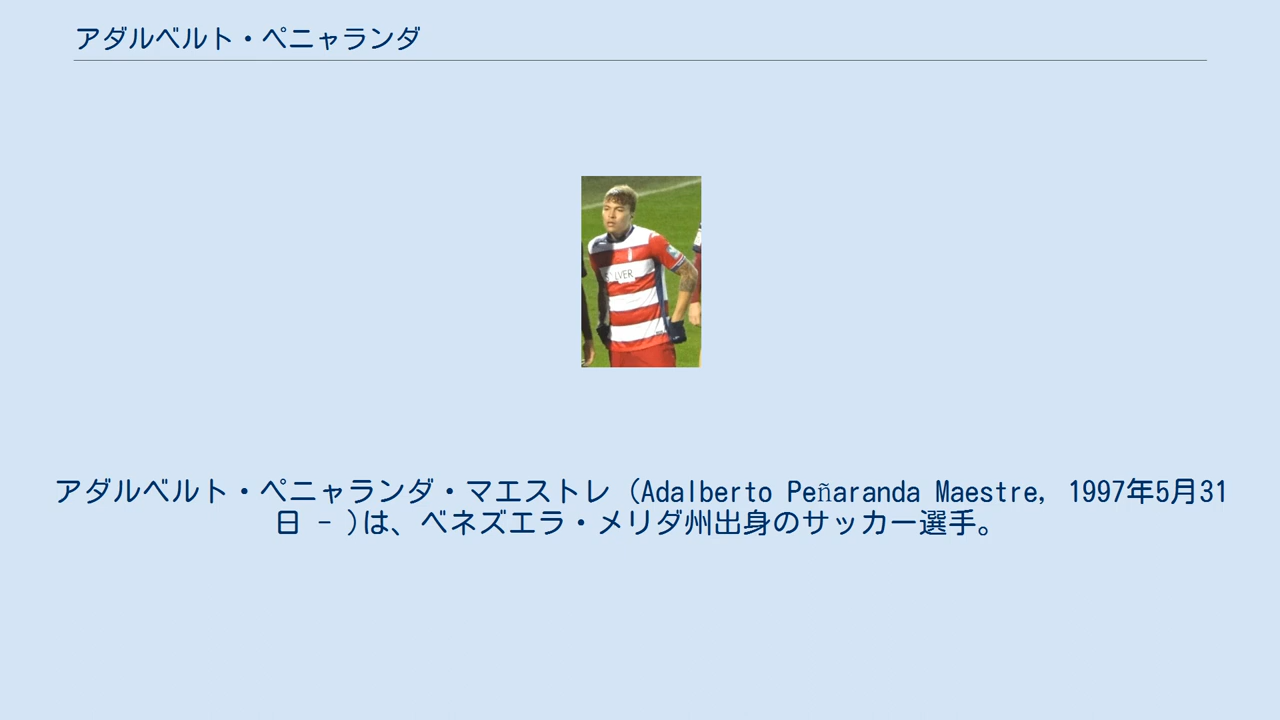 アダルベルト・ペニャランダ
アダルベルト・ペニャランダ・マエストレ (Adalberto Peñaranda Maestre, 1997年5月31
日 - )は、ベネズエラ・メリダ州出身のサッカー選手。